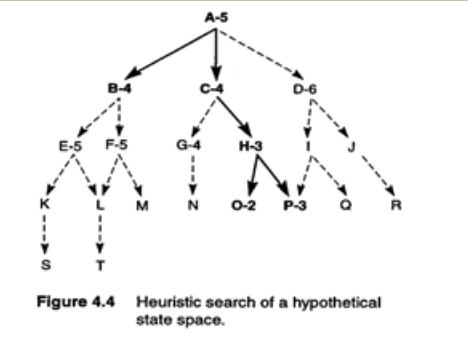 A-5
B-4 C-4 D-6
E-5 F-5 G-4 H-3 I J
K L M N O-2 P-3 Q R
S T
Figure 4.4 Heuristic search of a hypothetical
state space.